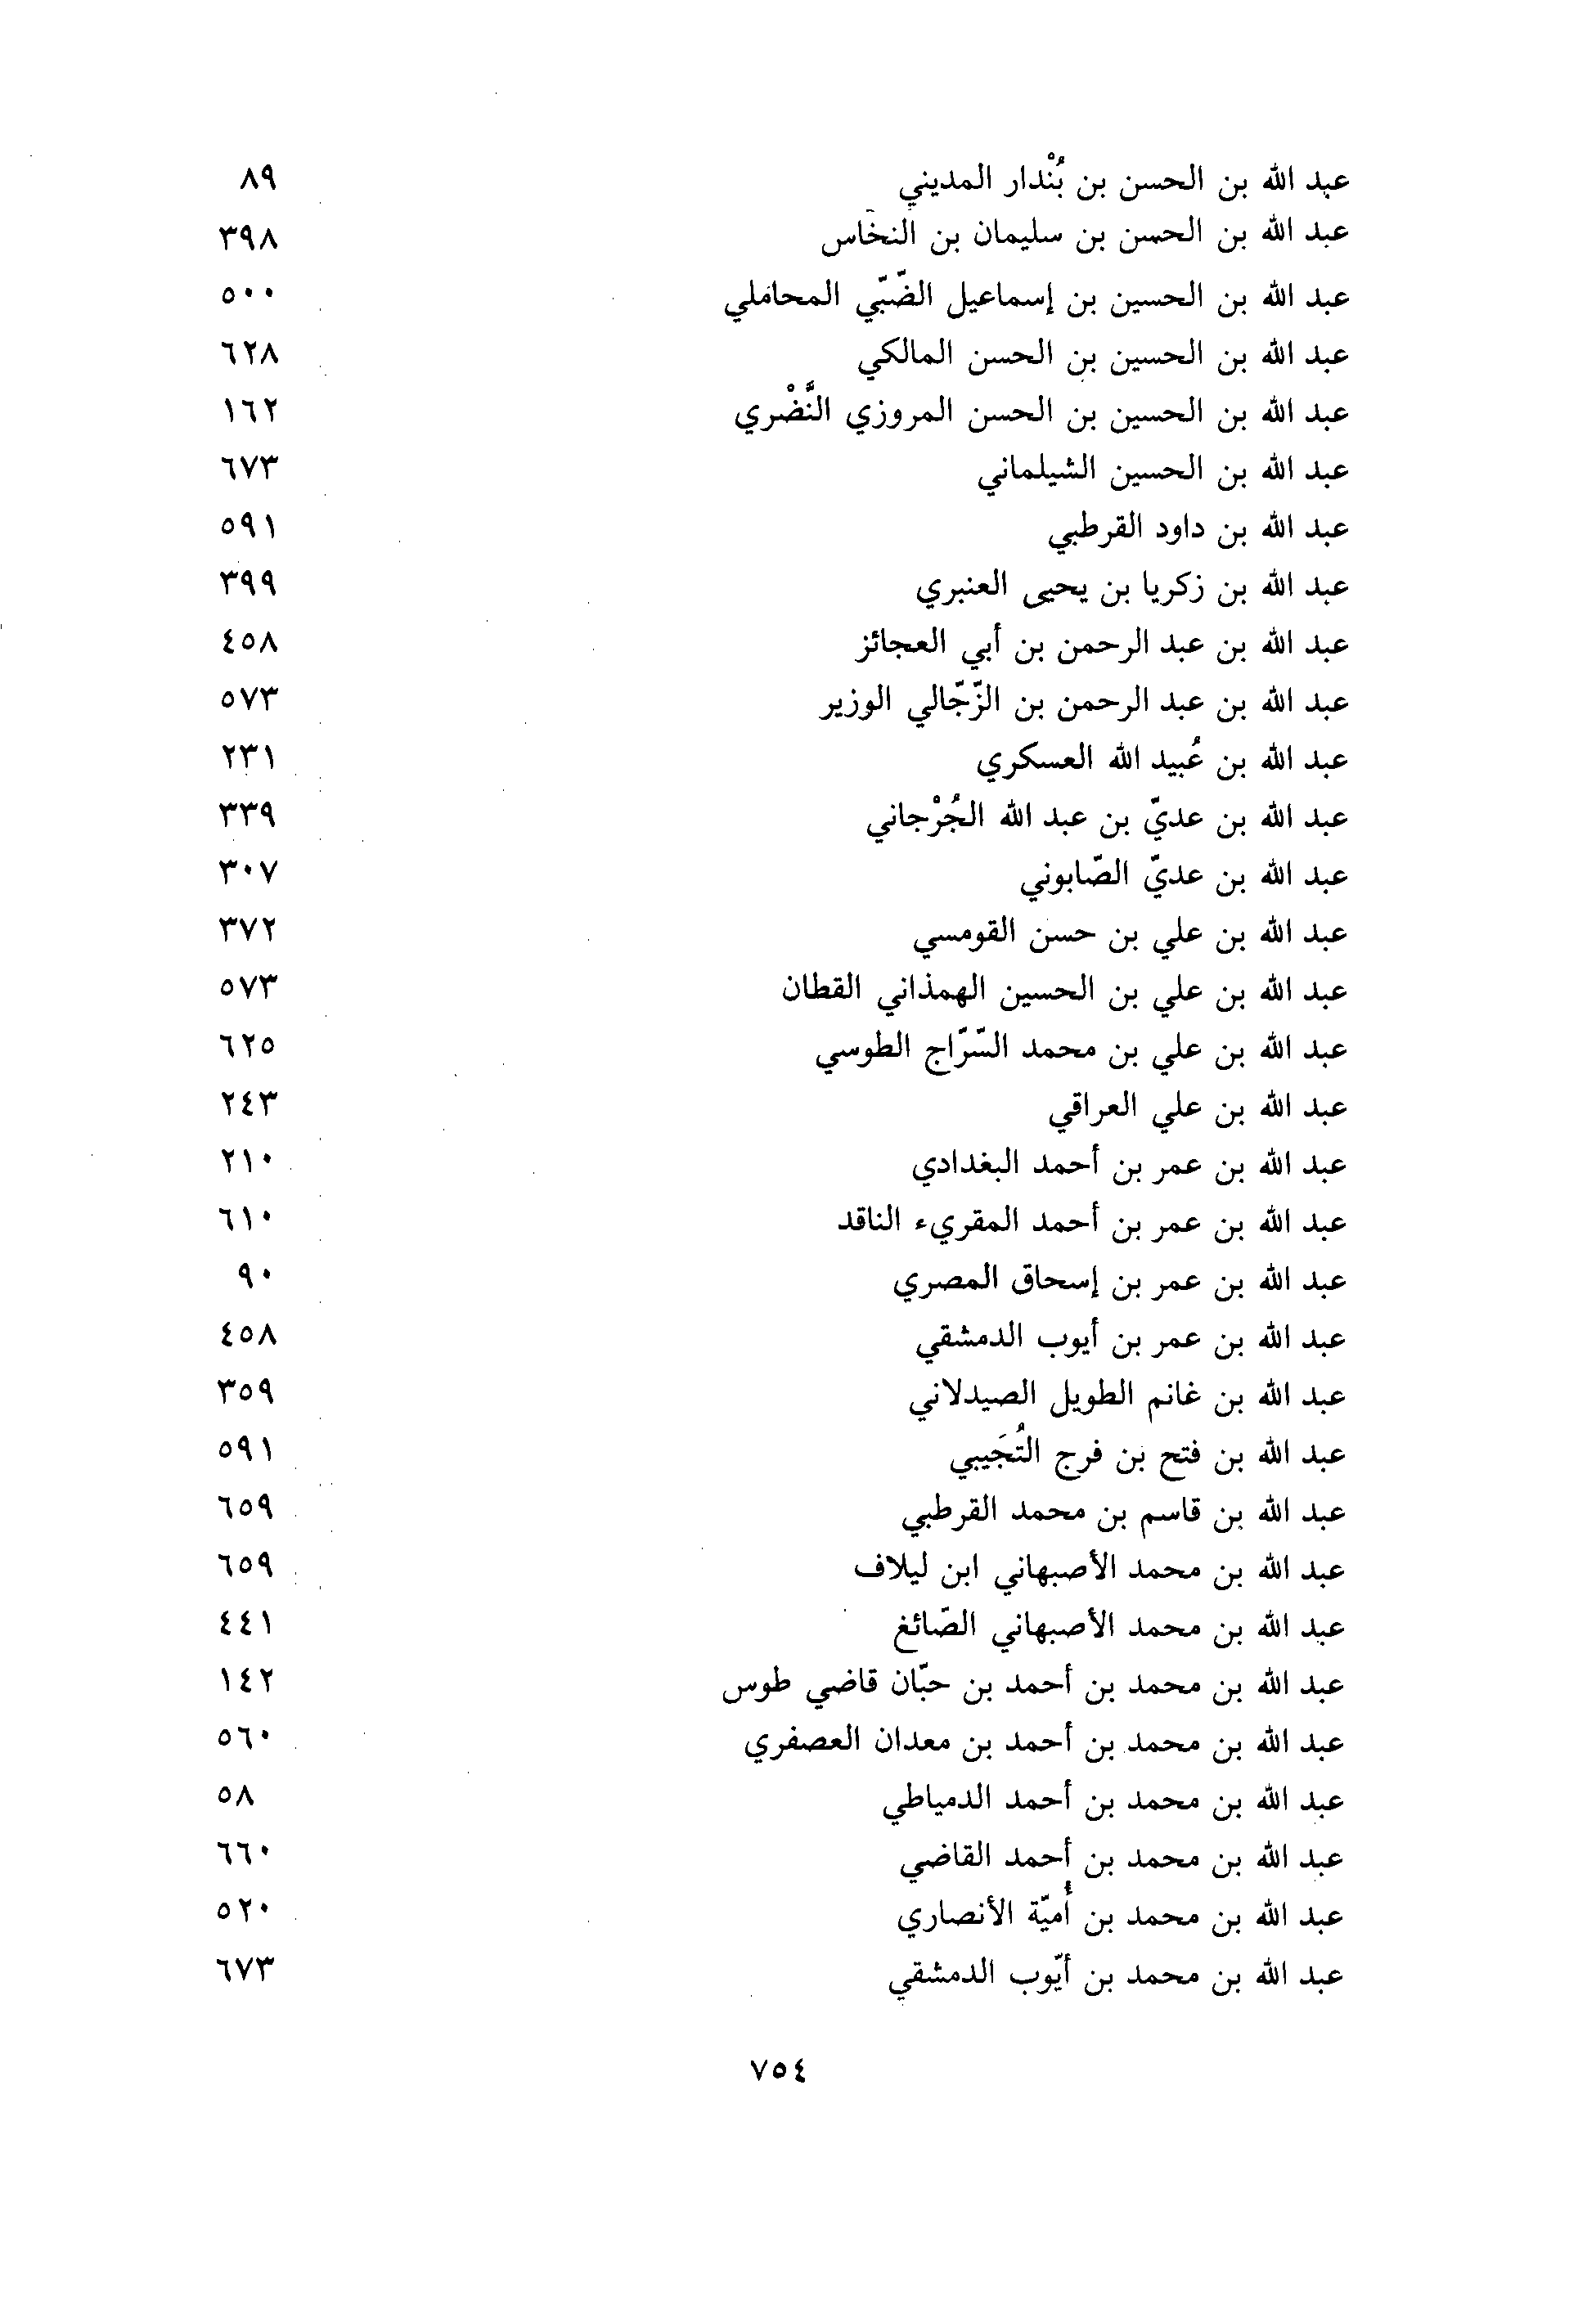 عبد الله بن الحسن بن بُنْدار المديني ٨٩
عبد الله بن الحسن بن سليمان بن النخّاس ٣٩٨
عبد الله بن الحسين بن إسماعيل الضّبّي المحاملي ٥٠٠
عبد الله بن الحسين بن الحسن المالكي ٦٢٨
عبد الله بن الحسين بن الحسن المروزي النَّضْري ١٦٢
عبد الله بن الحسين الشيلماني ٦٧٣
عبد الله بن داود القرطبي ٥٩١
عبد الله بن زكريا بن يحيى العنبري ٣٩٩
عبد الله بن عبد الرحمن بن أبي العجائز ٤٥٨
عبد الله بن عبد الرحمن بن الزّجّالي الوزير ٥٧٣
عبد الله بن عُبيد الله العسكري ٢٣١
عبد الله بن عديّ بن عبد الله الجُرْجاني ٣٣٩
عبد الله بن عديّ الصّابوني ٣٠٧
عبد الله بن علي بن حسن القومسي ٣٧٢
عبد الله بن علي بن الحسين الهمذاني القطان ٥٧٣
عبد الله بن علي بن محمد السّرّاج الطوسي ٦٢٥
عبد الله بن علي العراقي ٢٤٣
عبد الله بن عمر بن أحمد البغدادي ٢١٠
عبد الله بن عمر بن أحمد المقريء الناقد ٦١٠
عبد الله بن عمر بن إسحاق المصري ٩٠
عبد الله بن عمر بن أيوب الدمشقي ٤٥٨
عبد الله بن غانم الطويل الصيدلاني ٣٥٩
عبد الله بن فتح بن فرج التُجَيبي ٥٩١
عبد الله بن قاسم بن محمد القرطبي ٦٥٩
عبد الله بن محمد الأصبهاني ابن ليلاف ٦٥٩
عبد الله بن محمد الأصبهاني الصّائغ ٤٤١
عبد الله بن محمد بن أحمد بن حبّان قاضي طوس ١٤٢
عبد الله بن محمد بن أحمد بن معدان العصفري ٥٦٠
عبد الله بن محمد بن أحمد الدمياطي ٥٨
عبد الله بن محمد بن أحمد القاضي ٦٦٠
عبد الله بن محمد بن أُميّة الأنصاري ٥٢٠
عبد الله بن محمد بن أيّوب الدمشقي ٦٧٣
٧٥٤